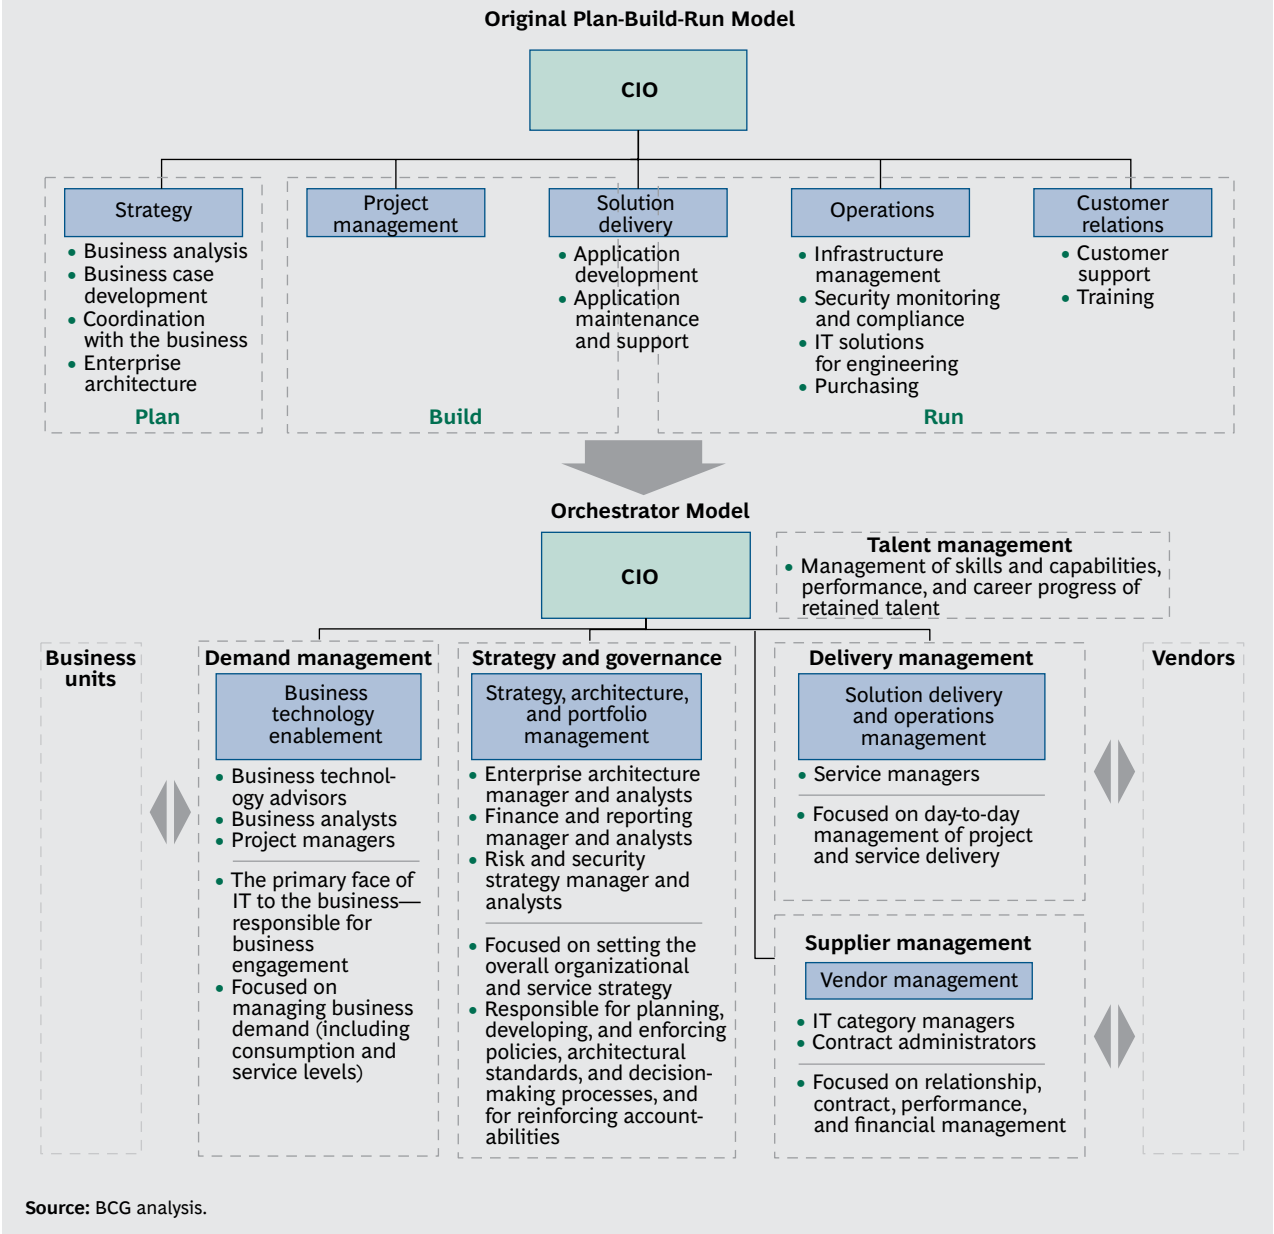 Original Plan-Build-Run Model
CIO
Strategy
• Business analysis
• Business case
development
• Coordination
with the business
• Enterprise
architecture
Plan
Project
management
Build
Solution
delivery
• Application
development
• Application
maintenance
and support
Operations
• Infrastructure
management
• Security monitoring
and compliance
• IT solutions
for engineering
• Purchasing
Customer
relations
• Customer
support
• Training
Run
Orchestrator Model
CIO
Talent management
• Management of skills and capabilities,
performance, and career progress of
retained talent
Business
units
Demand management
Business
technology
enablement
• Business technol-
ogy advisors
• Business analysts
• Project managers
• The primary face of
IT to the business—
responsible for
business
engagement
• Focused on
managing business
demand (including
consumption and
service levels)
Strategy and governance
Strategy, architecture,
and portfolio
management
• Enterprise architecture
manager and analysts
• Finance and reporting
manager and analysts
• Risk and security
strategy manager and
analysts
• Focused on setting the
overall organizational
and service strategy
• Responsible for planning,
developing, and enforcing
policies, architectural
standards, and decision-
making processes, and
for reinforcing account-
abilities
Delivery management
Solution delivery
and operations
management
• Service managers
• Focused on day-to-day
management of project
and service delivery
Supplier management
Vendor management
• IT category managers
• Contract administrators
• Focused on relationship,
contract, performance,
and financial management
Vendors
Source: BCG analysis.